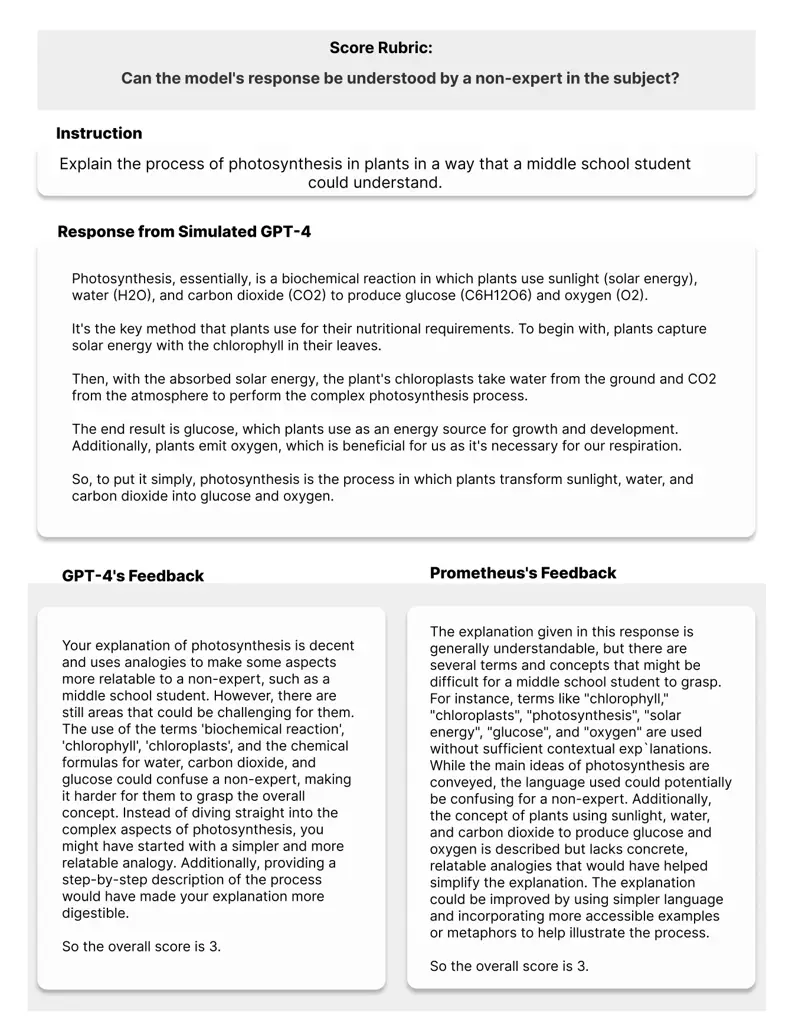 Score Rubric:
Can the model's response be understood by a non-expert in the subject?
Instruction
Explain the process of photosynthesis in plants in a way that a middle school student
could understand.
Response from Simulated GPT-4
Photosynthesis, essentially, is a biochemical reaction in which plants use sunlight (solar energy),
water (H2O), and carbon dioxide (CO2) to produce glucose (C6H12O6) and oxygen (O2).
It's the key method that plants use for their nutritional requirements. To begin with, plants capture
solar energy with the chlorophyll in their leaves.
Then, with the absorbed solar energy, the plant's chloroplasts take water from the ground and CO2
from the atmosphere to perform the complex photosynthesis process.
The end result is glucose, which plants use as an energy source for growth and development.
Additionally, plants emit oxygen, which is beneficial for us as it's necessary for our respiration.
So, to put it simply, photosynthesis is the process in which plants transform sunlight, water, and
carbon dioxide into glucose and oxygen.
GPT-4's Feedback
Your explanation of photosynthesis is decent
and uses analogies to make some aspects
more relatable to a non-expert, such as a
middle school student. However, there are
still areas that could be challenging for them.
The use of the terms 'biochemical reaction',
'chlorophyll', 'chloroplasts', and the chemical
formulas for water, carbon dioxide, and
glucose could confuse a non-expert, making
it harder for them to grasp the overall
concept. Instead of diving straight into the
complex aspects of photosynthesis, you
might have started with a simpler and more
relatable analogy. Additionally, providing a
step-by-step description of the process
would have made your explanation more
digestible.
So the overall score is 3.
Prometheus's Feedback
The explanation given in this response is
generally understandable, but there are
several terms and concepts that might be
difficult for a middle school student to grasp.
For instance, terms like "chlorophyll,"
"chloroplasts", "photosynthesis", "solar
energy", "glucose", and "oxygen" are used
without sufficient contextual exp`lanations.
While the main ideas of photosynthesis are
conveyed, the language used could potentially
be confusing for a non-expert. Additionally,
the concept of plants using sunlight, water,
and carbon dioxide to produce glucose and
oxygen is described but lacks concrete,
relatable analogies that would have helped
simplify the explanation. The explanation
could be improved by using simpler language
and incorporating more accessible examples
or metaphors to help illustrate the process.
So the overall score is 3.